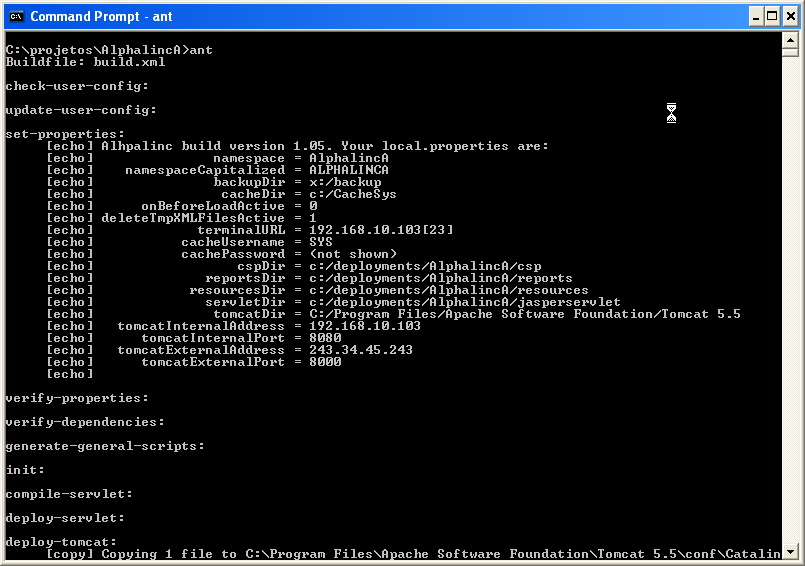 Command Prompt - ant
C:\projetos\AlphalincA>ant
Buildfile: build.xml
check-user-config:
update-user-config:
set-properties:
[echo] Alhpalinc build version 1.05. Your local.properties are:
[echo] namespace = AlphalincA
[echo] namespaceCapitalized = ALPHALINCA
[echo] backupDir = x:/backup
[echo] cacheDir = c:/CacheSys
[echo] onBeforeLoadActive = 0
[echo] deleteTmpXMLFilesActive = 1
[echo] terminalURL = 192.168.10.103[23]
[echo] cacheUsername = SYS
[echo] cachePassword = (not shown)
[echo] cspDir = c:/deployments/AlphalincA/csp
[echo] reportsDir = c:/deployments/AlphalincA/reports
[echo] resourcesDir = c:/deployments/AlphalincA/resources
[echo] servletDir = c:/deployments/AlphalincA/jasperservlet
[echo] tomcatDir = C:/Program Files/Apache Software Foundation/Tomcat 5.5
[echo] tomcatInternalAddress = 192.168.10.103
[echo] tomcatInternalPort = 8080
[echo] tomcatExternalAddress = 243.34.45.243
[echo] tomcatExternalPort = 8000
[echo]
verify-properties:
verify-dependencies:
generate-general-scripts:
init:
compile-servlet:
deploy-servlet:
deploy-tomcat:
[copy] Copying 1 file to C:\Program Files\Apache Software Foundation\Tomcat 5.5\conf\Catalin